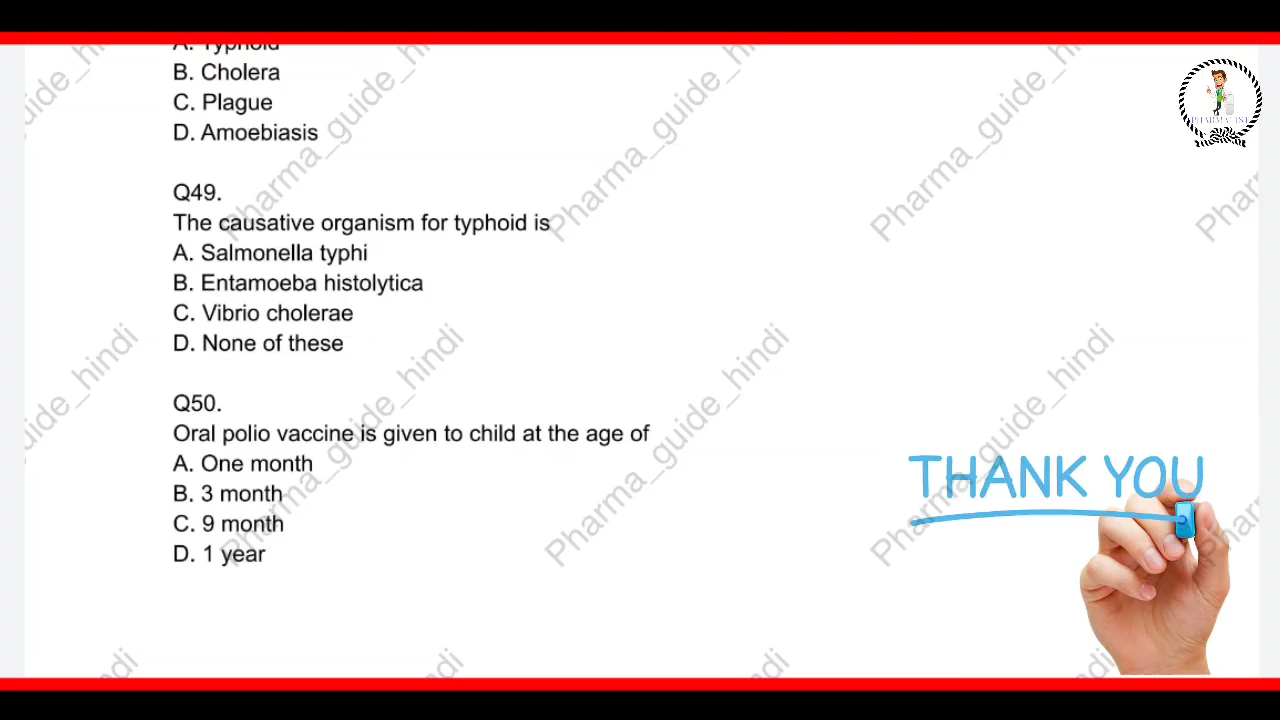 A. Typhoid
B. Cholera
C. Plague
D. Amoebiasis
Q49.
The causative organism for typhoid is
A. Salmonella typhi
B. Entamoeba histolytica
C. Vibrio cholerae
D. None of these
Q50.
Oral polio vaccine is given to child at the age of
A. One month
B. 3 month
C. 9 month
D. 1 year
THANK YOU
Pharma_guide_hindi